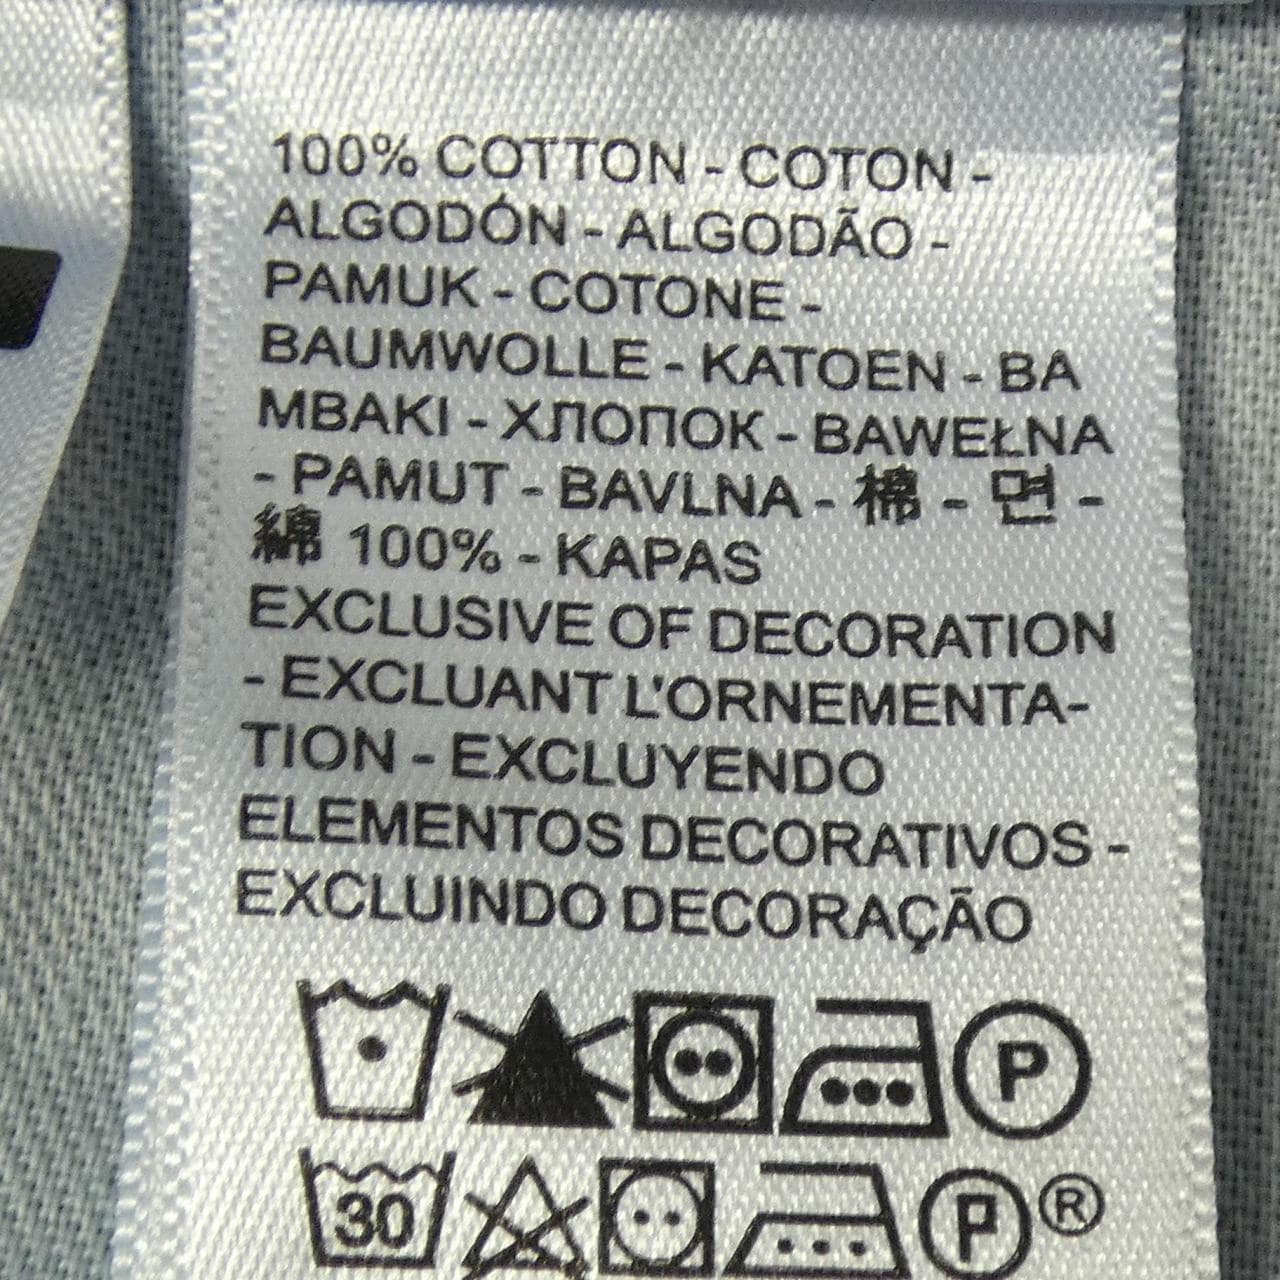 100% COTTON - COTON -
ALGODÓN - ALGODÃO -
PAMUK - COTONE -
BAUMWOLLE - KATOEN - BA
MBAKI - ХЛОПОК - BAWEŁNA
- PAMUT - BAVLNA - 棉 - 면 -
綿 100% - KAPAS
EXCLUSIVE OF DECORATION
- EXCLUANT L'ORNEMENTA-
TION - EXCLUYENDO
ELEMENTOS DECORATIVOS -
EXCLUINDO DECORAÇÃO
P
30 P ®